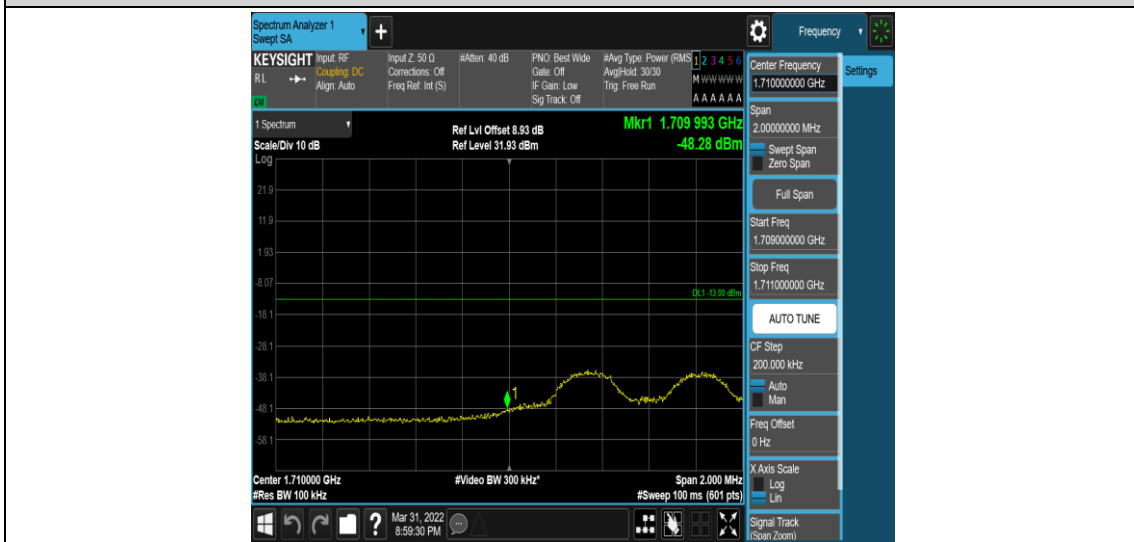 Spectrum Analyzer 1
Swept SA
+
Frequency
KEYSIGHT
RL
LXI
Input: RF
Coupling: DC
Align: Auto
Input Z: 50 Ω
Corrections: Off
Freq Ref: Int (S)
#Atten: 40 dB
PNO: Best Wide
Gate: Off
IF Gain: Low
Sig Track: Off
#Avg Type: Power (RMS
Avg|Hold: 30/30
Trig: Free Run
1 2 3 4 5 6
M W W W W W
A A A A A A
Center Frequency
1.710000000 GHz
Settings
1 Spectrum
Scale/Div 10 dB
Ref Lvl Offset 8.93 dB
Ref Level 31.93 dBm
Mkr1 1.709 993 GHz
-48.28 dBm
Span
2.00000000 MHz
Swept Span
Zero Span
Full Span
Start Freq
1.709000000 GHz
Stop Freq
1.711000000 GHz
AUTO TUNE
CF Step
200.000 kHz
Auto
Man
Freq Offset
0 Hz
X Axis Scale
Log
Lin
Signal Track
(Span Zoom)
Log
21.9
11.9
1.93
-8.07
DL1 -13.00 dBm
-18.1
-28.1
-38.1
1
-48.1
-58.1
Center 1.710000 GHz
#Res BW 100 kHz
#Video BW 300 kHz*
Span 2.000 MHz
#Sweep 100 ms (601 pts)
?
Mar 31, 2022
8:59:30 PM